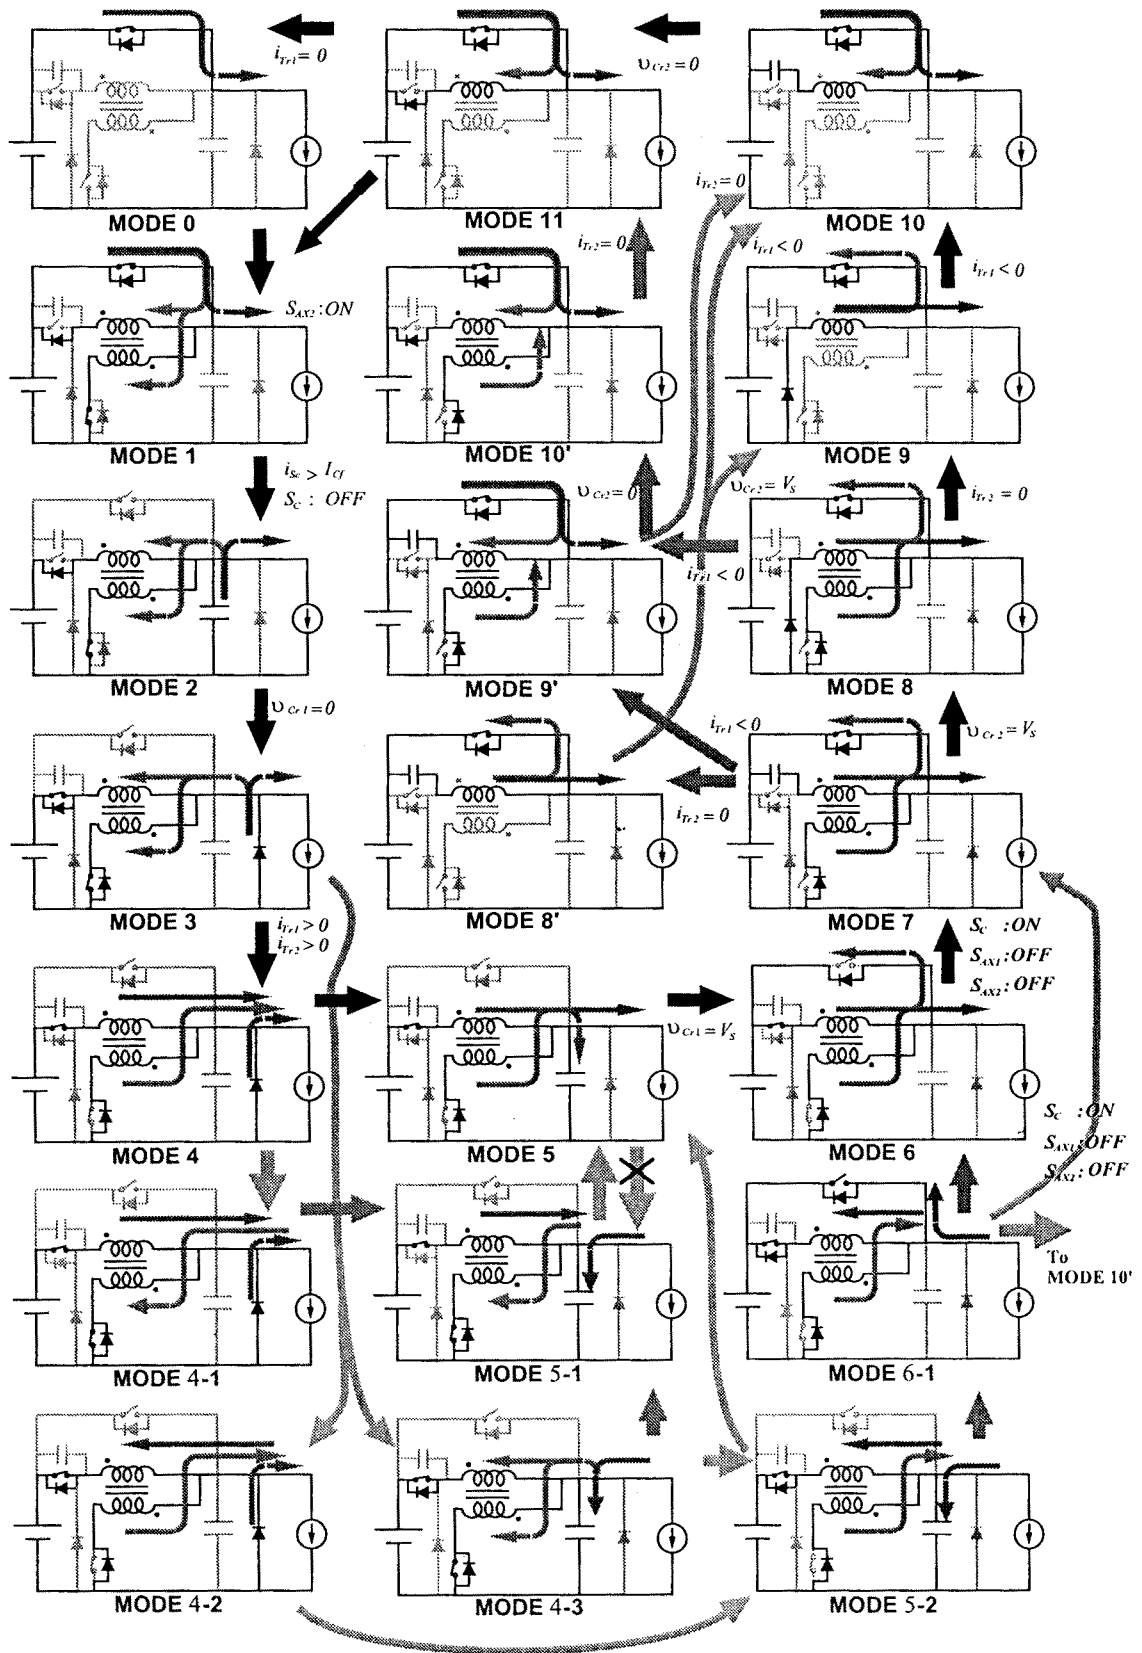 i_Tr1 = 0
υ_Cr2 = 0
MODE 0
MODE 11
MODE 10
i_Tr2 = 0
i_Tr2 = 0
i_Tr1 < 0
i_Tr1 < 0
S_AX2 : ON
MODE 1
MODE 10'
MODE 9
i_Sc > I_Cf
S_C : OFF
υ_Cr2 = 0
υ_Cr2 = V_S
i_Tr2 = 0
i_Tr1 < 0
MODE 2
MODE 9'
MODE 8
υ_Cr1 = 0
i_Tr1 < 0
υ_Cr2 = V_S
i_Tr2 = 0
MODE 3
MODE 8'
MODE 7
i_Tr1 > 0
i_Tr2 > 0
S_C : ON
S_AX1 : OFF
S_AX2 : OFF
υ_Cr1 = V_S
MODE 4
MODE 5
MODE 6
S_C : ON
S_AX1 : OFF
S_AX2 : OFF
To
MODE 10'
MODE 4-1
MODE 5-1
MODE 6-1
MODE 4-2
MODE 4-3
MODE 5-2